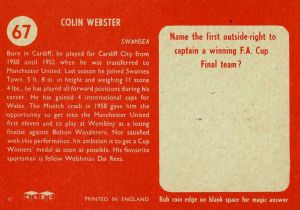 67
COLIN WEBSTER
SWANSEA
Born in Cardiff, he played for Cardiff City from
1950 until 1952 when he was transferred to
Manchester United. Last season he joined Swansea
Town. 5 ft. 8 ins. in height and weighing 11 stone
4 lbs., he has played all forward positions during his
career. He has gained 4 international caps for
Wales. The Munich crash in 1958 gave him the
opportunity so get into the Manchester United
first eleven and to play at Wembley as a losing
finalist against Bolton Wanderers. Not satisfied
with this performance, his ambition is to get a Cup
Winners' medal as soon as possible. His favourite
sportsman is fellow Welshman Dai Rees.
A & B C
PRINTED IN ENGLAND
Name the first outside-right to
captain a winning F.A. Cup
Final team?
Rub coin edge on blank space for magic answer